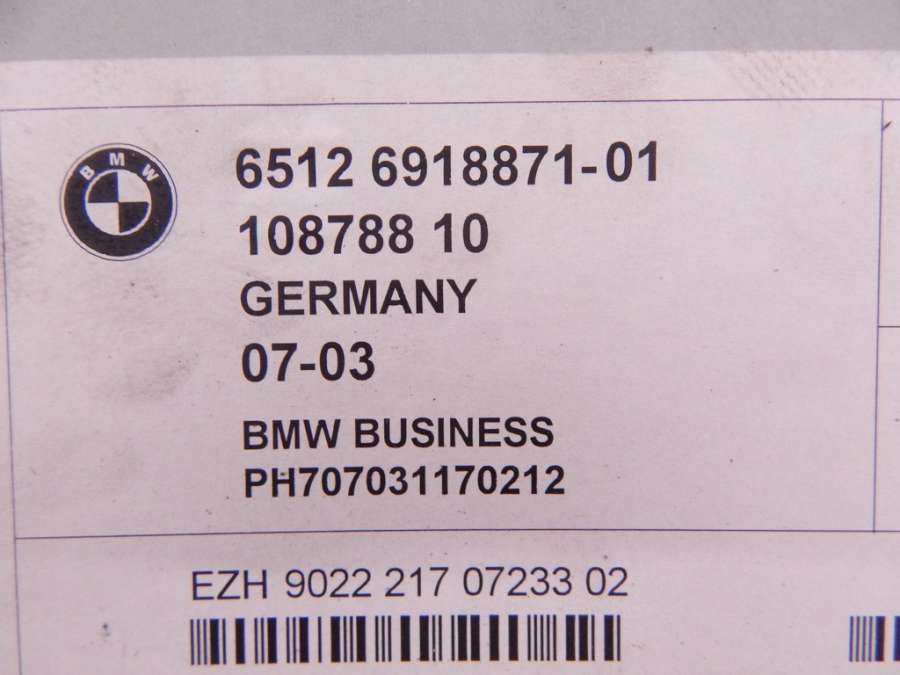 BMW
6512 6918871-01
108788 10
GERMANY
07-03
BMW BUSINESS
PH707031170212
EZH 9022 217 07233 02